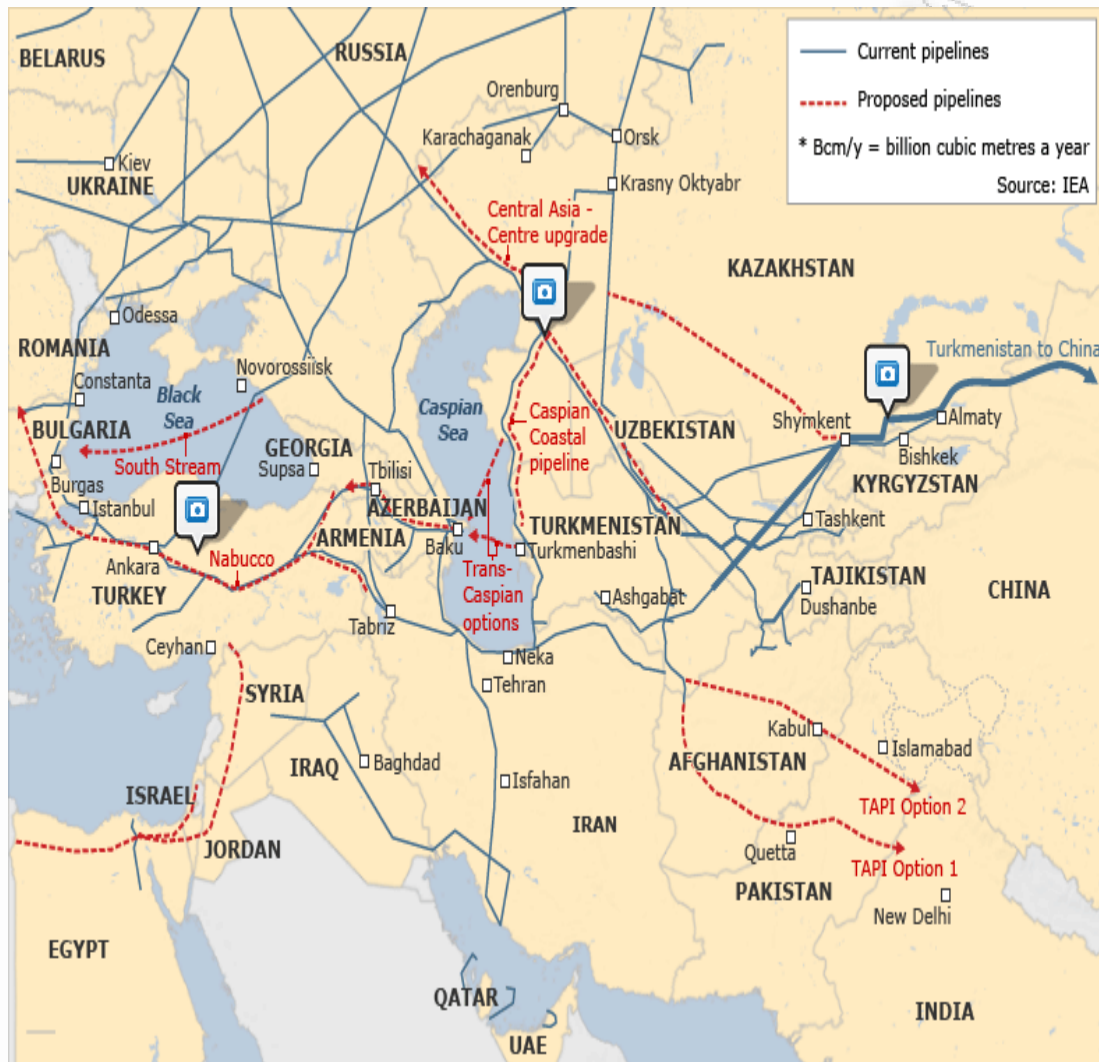 BELARUS
RUSSIA
Current pipelines
Proposed pipelines
* Bcm/y = billion cubic metres a year
Source: IEA
Orenburg
Karachaganak
Orsk
Kiev
UKRAINE
Krasny Oktyabr
Central Asia -
Centre upgrade
KAZAKHSTAN
Odessa
ROMANIA
Constanta
Novorossiisk
Black
Sea
Caspian
Sea
Turkmenistan to China
BULGARIA
Caspian
Coastal
pipeline
UZBEKISTAN
Shymkent
Almaty
Bishkek
GEORGIA
Supsa
Tbilisi
South Stream
Burgas
Istanbul
KYRGYZSTAN
AZERBAIJAN
ARMENIA
Baku
TURKMENISTAN
Turkmenbashi
Tashkent
Ankara
Nabucco
TURKEY
Trans-
Caspian
options
TAJIKISTAN
Dushanbe
CHINA
Ashgabat
Tabriz
Ceyhan
Neka
Tehran
SYRIA
Kabul
Islamabad
IRAQ
Baghdad
Isfahan
AFGHANISTAN
ISRAEL
JORDAN
IRAN
TAPI Option 2
Quetta
TAPI Option 1
PAKISTAN
New Delhi
EGYPT
QATAR
UAE
INDIA